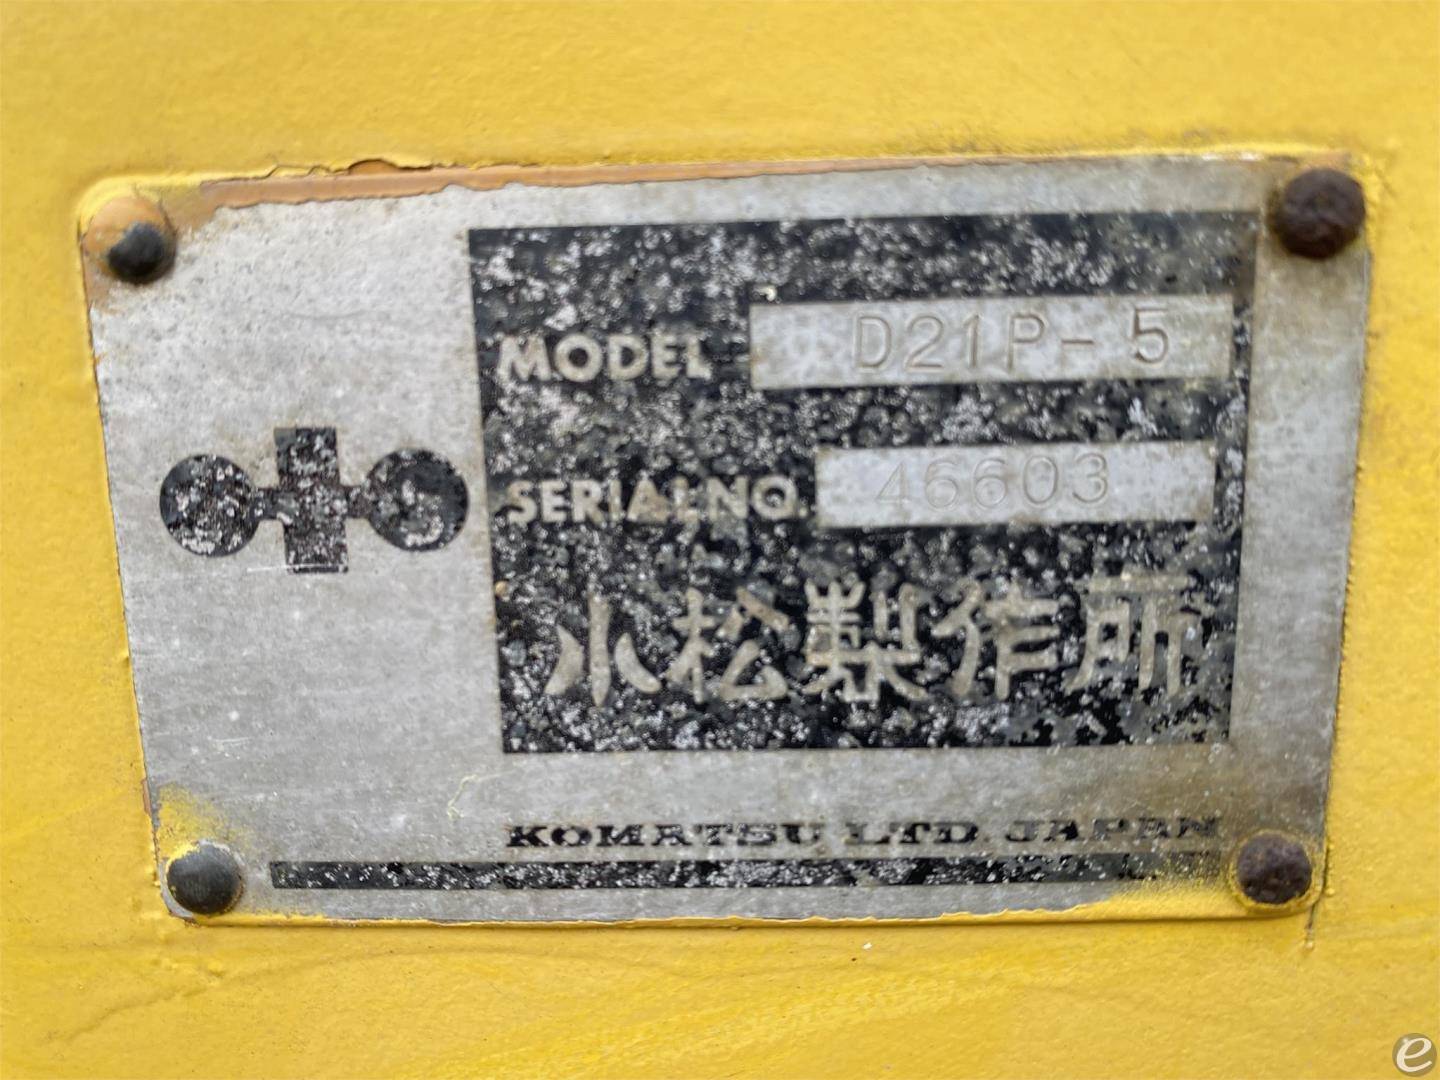 MODEL D21P-5
SERIAL NO. 46603
小松製作所
KOMATSU LTD. JAPAN
e